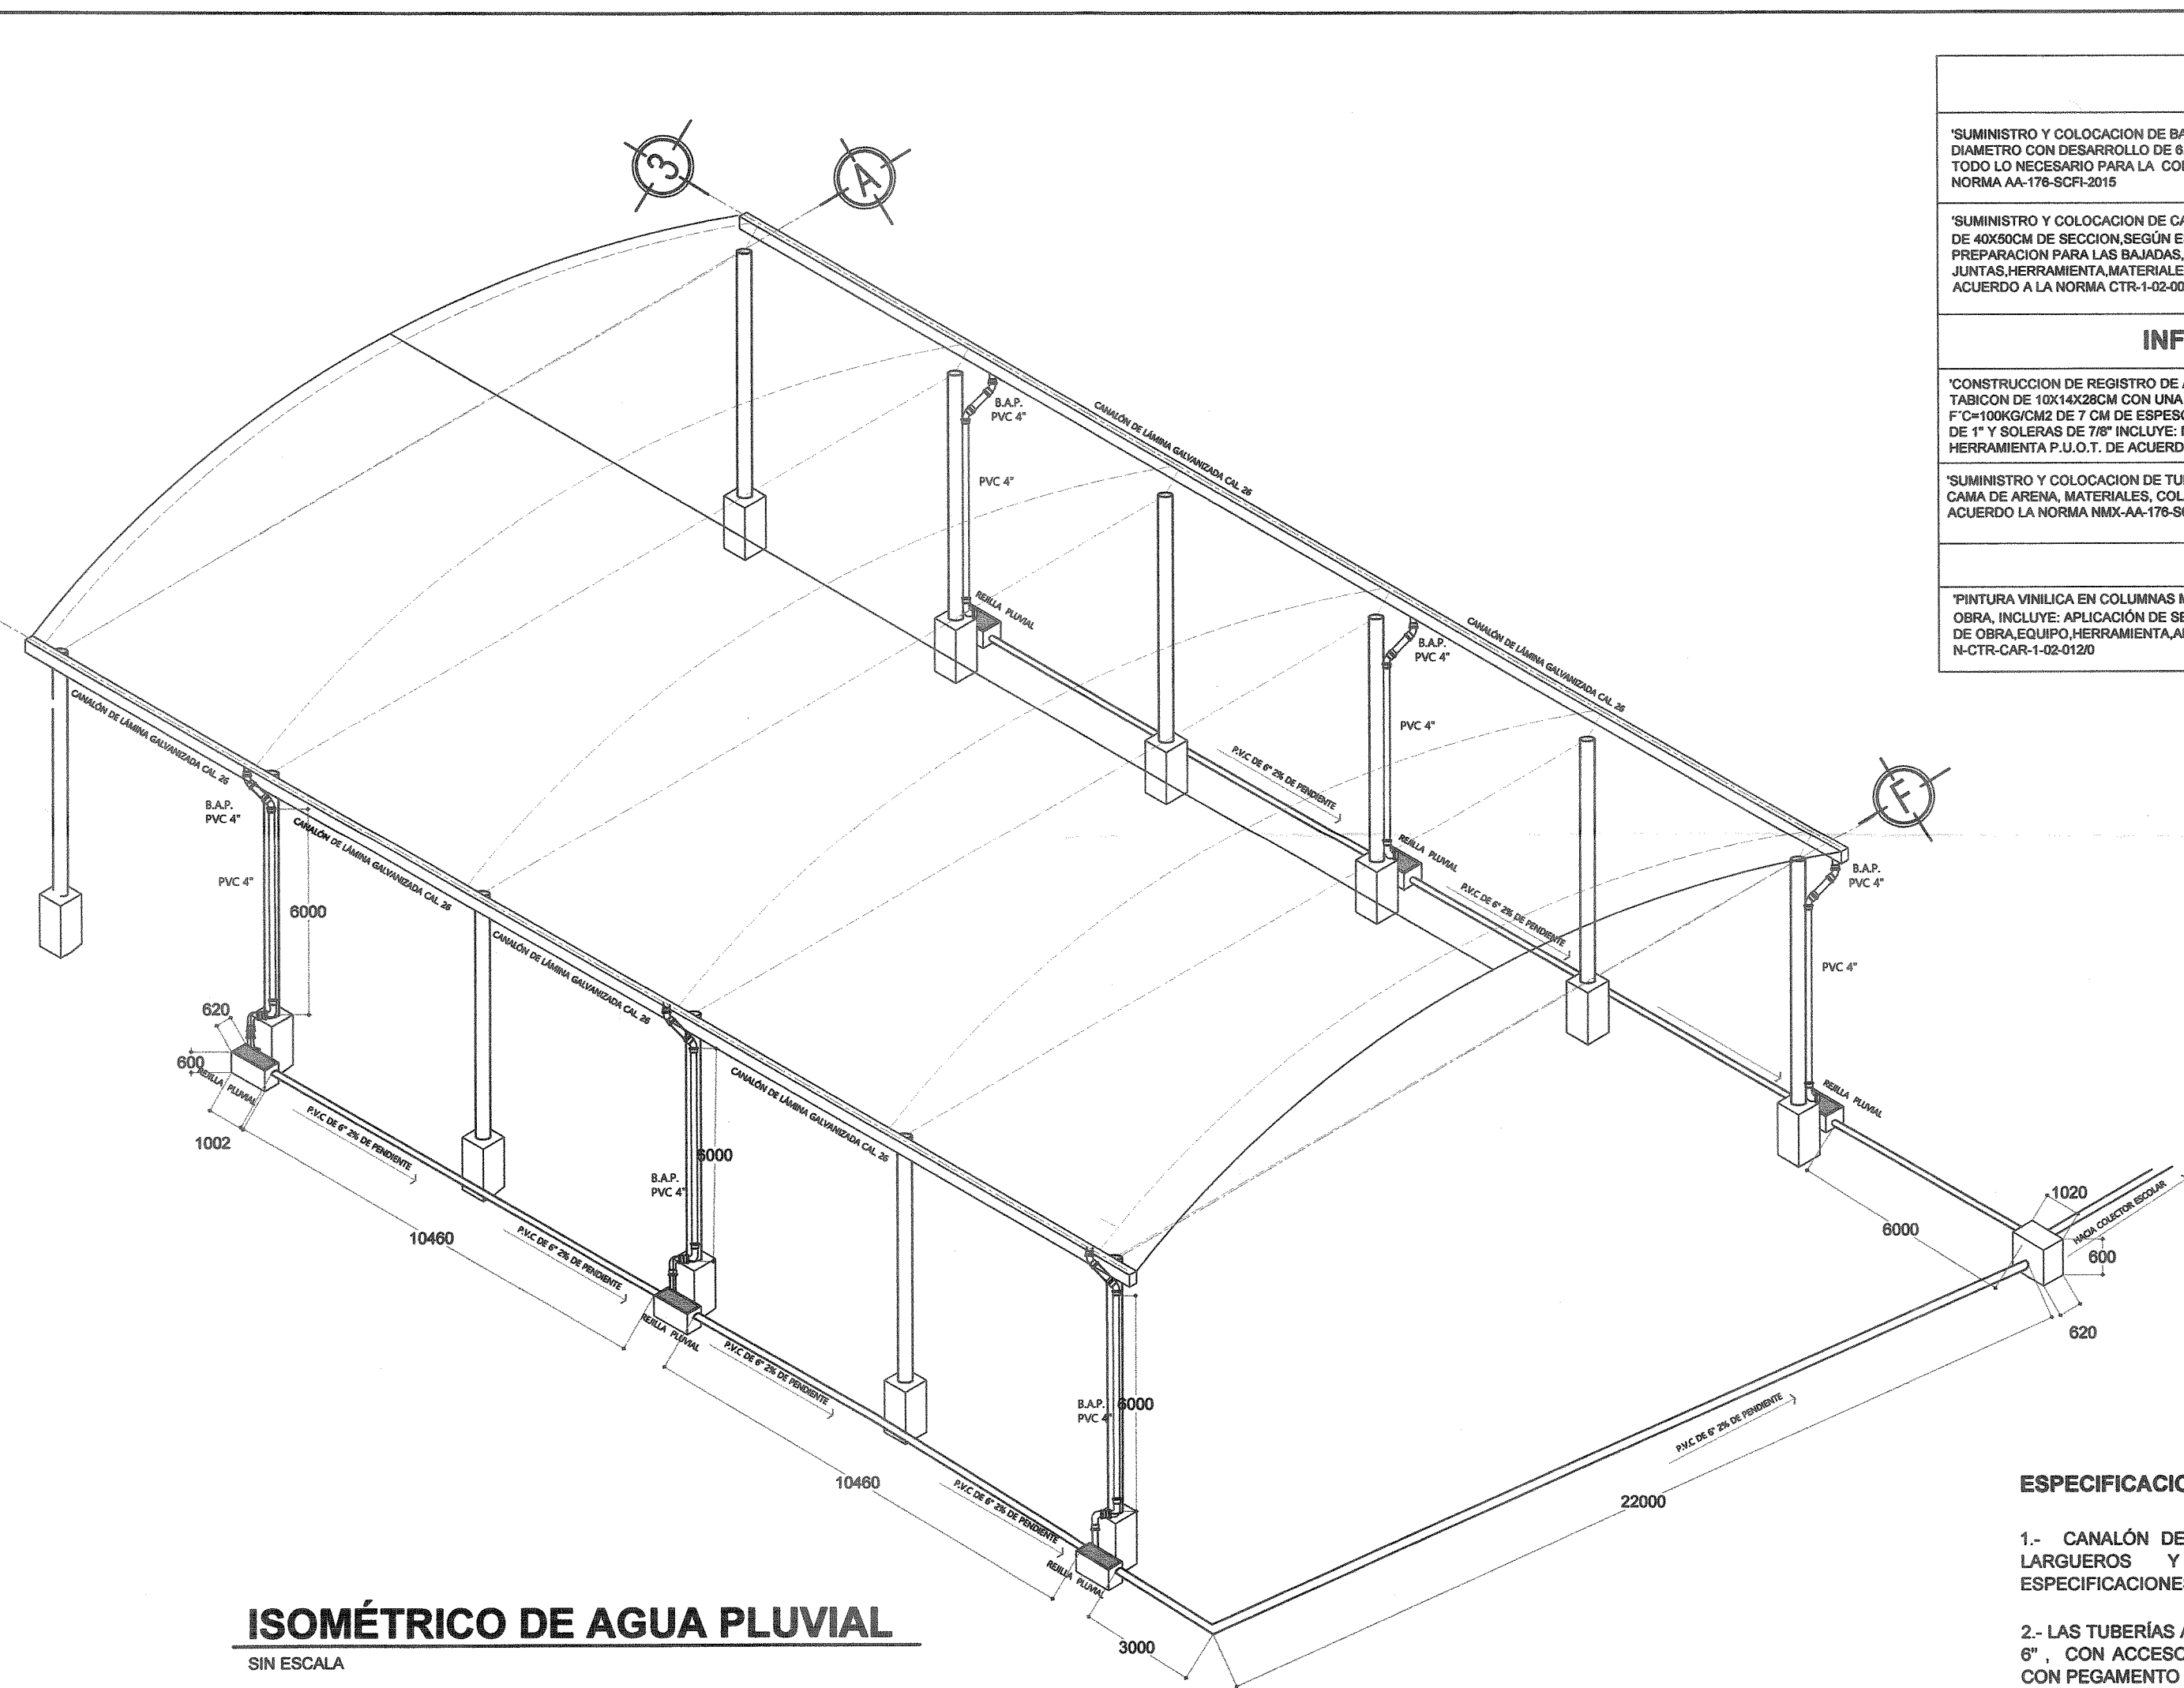 3
A
'SUMINISTRO Y COLOCACION DE
DIAMETRO CON DESARROLLO DE 6
TODO LO NECESARIO PARA LA
NORMA AA-176-SCFI-2015
'SUMINISTRO Y COLOCACION DE
DE 40X50CM DE SECCION,SEGÚN
PREPARACION PARA LAS BAJADAS,
JUNTAS,HERRAMIENTA,
ACUERDO A LA NORMA CTR-1-02-00
INF
'CONSTRUCCION DE REGISTRO DE
TABICON DE 10X14X28CM CON UNA
F´C=100KG/CM2 DE 7 CM DE
DE 1" Y SOLERAS DE 7/8" INCLUYE:
HERRAMIENTA P.U.O.T. DE
'SUMINISTRO Y COLOCACION DE
CAMA DE ARENA, MATERIALES,
ACUERDO LA NORMA NMX-AA-176-
'PINTURA VINILICA EN COLUMNAS
OBRA, INCLUYE: APLICACIÓN DE
DE OBRA,EQUIPO,HERRAMIENTA,
N-CTR-CAR-1-02-012/0
B.A.P.
PVC 4"
CANALÓN DE LÁMINA GALVANIZADA CAL. 26
PVC 4"
REJILLA PLUVIAL
B.A.P.
PVC 4"
CANALÓN DE LÁMINA GALVANIZADA CAL. 26
PVC 4"
P.V.C DE 6" 2% DE PENDIENTE
REJILLA PLUVIAL
P.V.C DE 6" 2% DE PENDIENTE
F
B.A.P.
PVC 4"
PVC 4"
REJILLA PLUVIAL
CANALÓN DE LÁMINA GALVANIZADA CAL. 26
B.A.P.
PVC 4"
PVC 4"
6000
CANALÓN DE LÁMINA GALVANIZADA CAL. 26
CANALÓN DE LÁMINA GALVANIZADA CAL. 26
620
600
REJILLA PLUVIAL
1002
P.V.C DE 6" 2% DE PENDIENTE
10460
P.V.C DE 6" 2% DE PENDIENTE
B.A.P.
PVC 4"
6000
CANALÓN DE LÁMINA GALVANIZADA CAL. 26
REJILLA PLUVIAL
P.V.C DE 6" 2% DE PENDIENTE
10460
P.V.C DE 6" 2% DE PENDIENTE
B.A.P.
PVC 4"
6000
REJILLA PLUVIAL
3000
22000
P.V.C DE 6" 2% DE PENDIENTE
6000
1020
HACIA COLECTOR ESCOLAR
600
620
ISOMÉTRICO DE AGUA PLUVIAL
SIN ESCALA
1.- CANALÓN DE
LARGUEROS Y
2.- LAS TUBERÍAS
6" , CON
CON PEGAMENTO